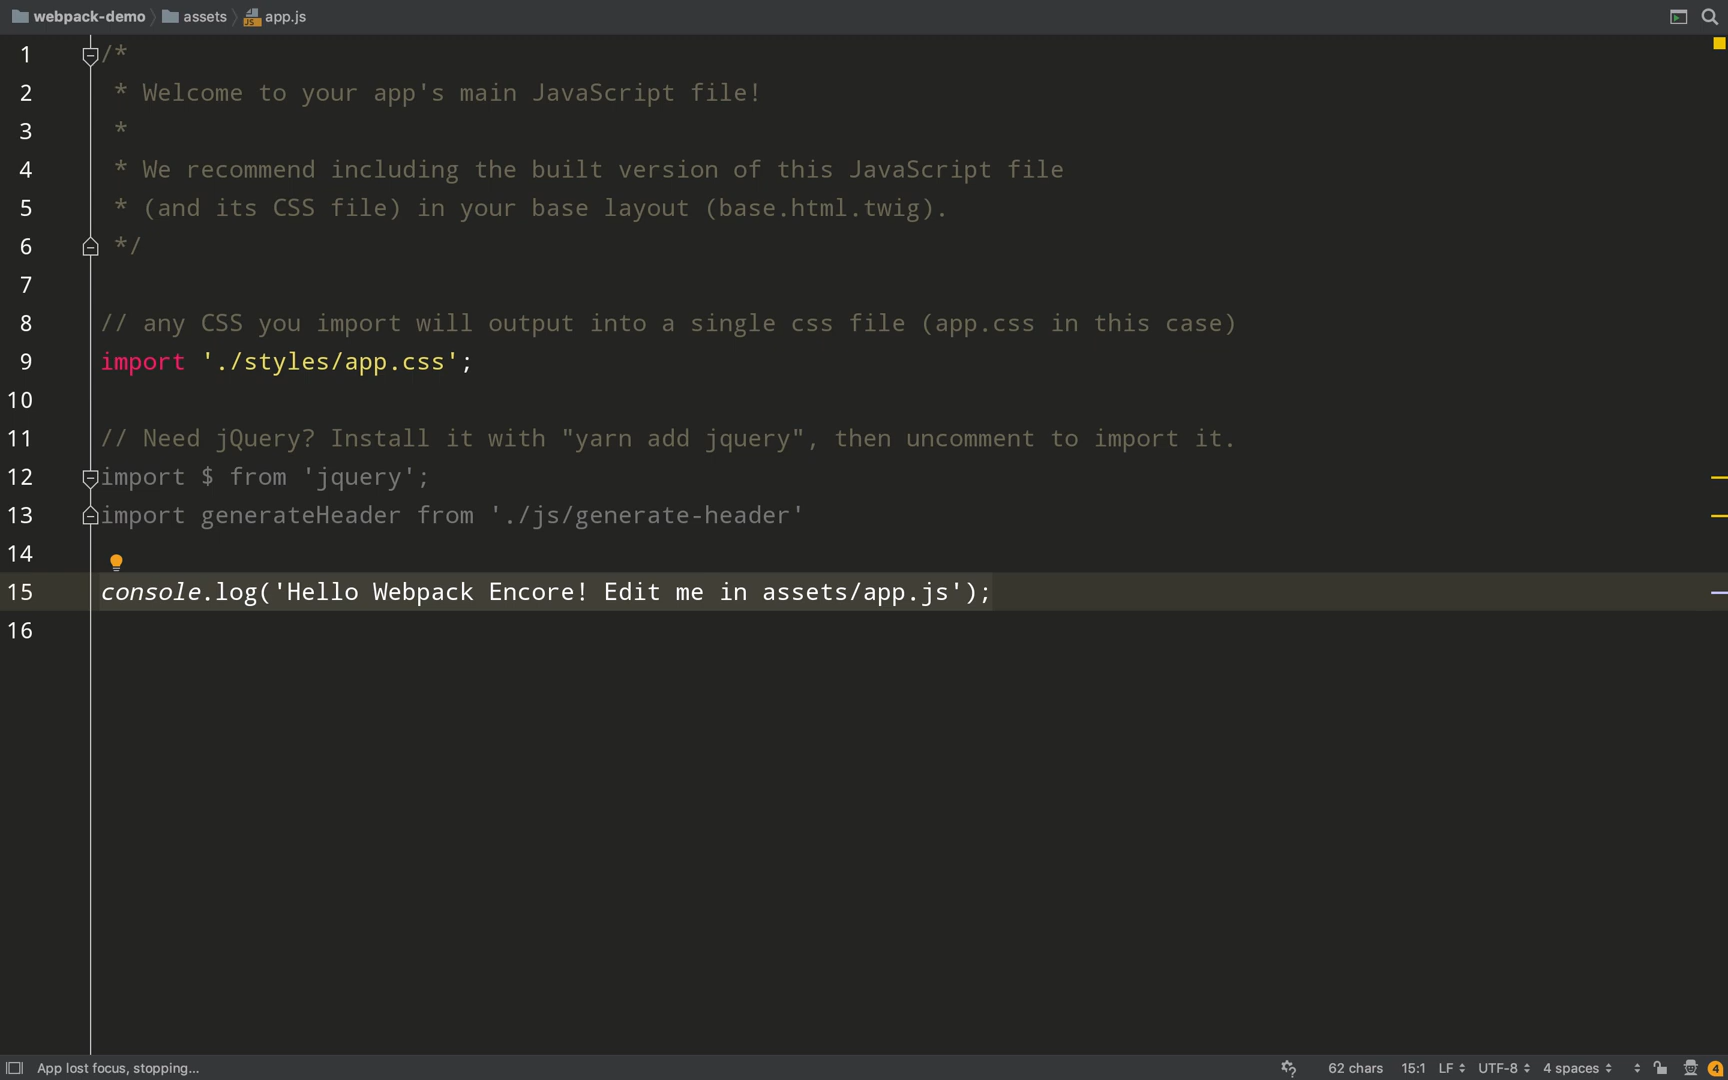 webpack-demo assets app.js
1 /*
2  * Welcome to your app's main JavaScript file!
3  *
4  * We recommend including the built version of this JavaScript file
5  * (and its CSS file) in your base layout (base.html.twig).
6  */
7
8 // any CSS you import will output into a single css file (app.css in this case)
9 import './styles/app.css';
10
11 // Need jQuery? Install it with "yarn add jquery", then uncomment to import it.
12 import $ from 'jquery';
13 import generateHeader from './js/generate-header'
14
15 console.log('Hello Webpack Encore! Edit me in assets/app.js');
16
App lost focus, stopping... 62 chars 15:1 LF UTF-8 4 spaces 4